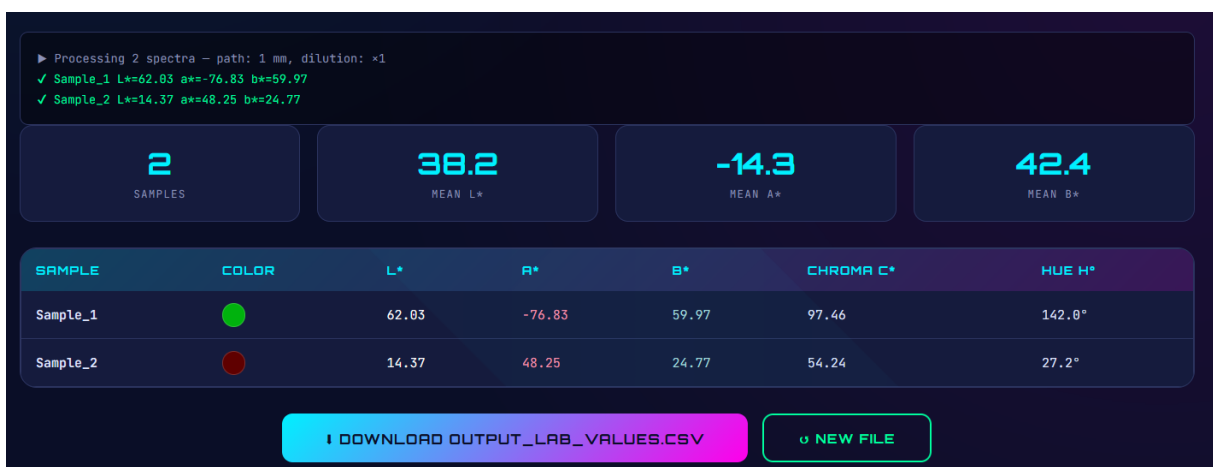 ▶ Processing 2 spectra — path: 1 mm, dilution: ×1
✓ Sample_1 L*=62.03 a*=-76.83 b*=59.97
✓ Sample_2 L*=14.37 a*=48.25 b*=24.77
2 38.2 -14.3 42.4
SAMPLES MEAN L* MEAN A* MEAN B*
SAMPLE COLOR L* A* B* CHROMA C* HUE H°
Sample_1 62.03 -76.83 59.97 97.46 142.0°
Sample_2 14.37 48.25 24.77 54.24 27.2°
⬇ DOWNLOAD OUTPUT_LAB_VALUES.CSV ↺ NEW FILE